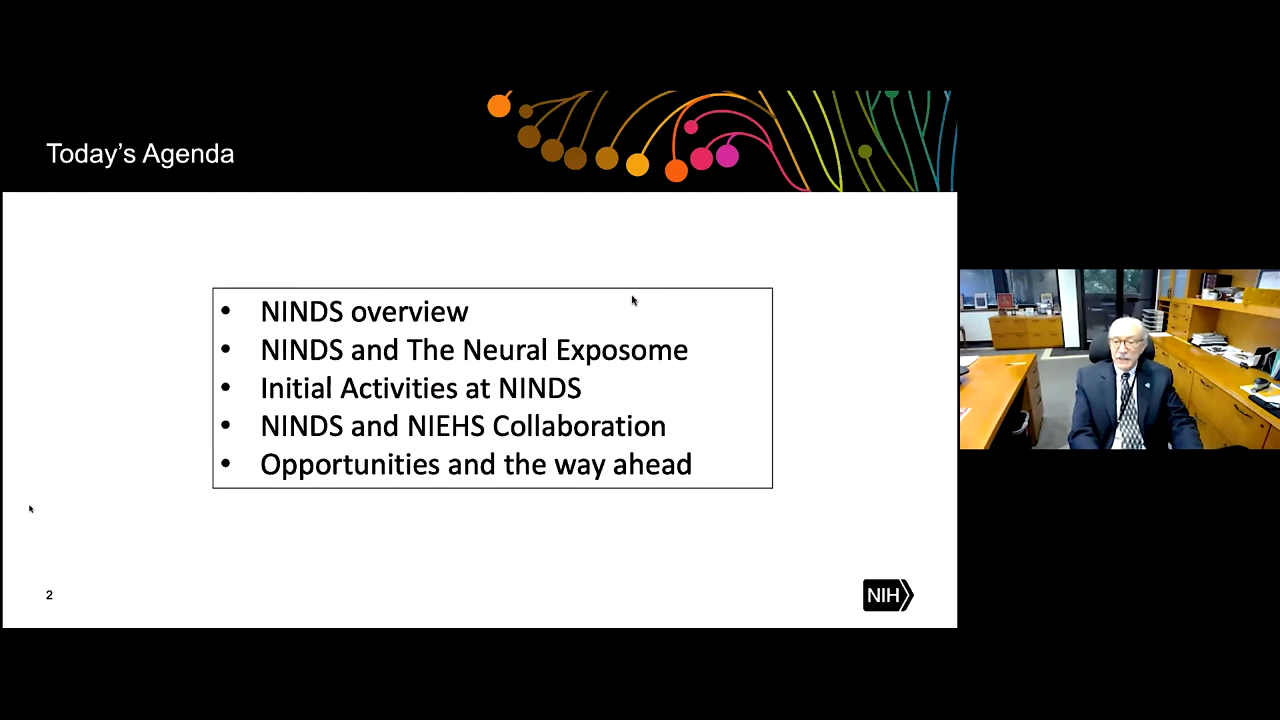 Today's Agenda
• NINDS overview
• NINDS and The Neural Exposome
• Initial Activities at NINDS
• NINDS and NIEHS Collaboration
• Opportunities and the way ahead
2
NIH